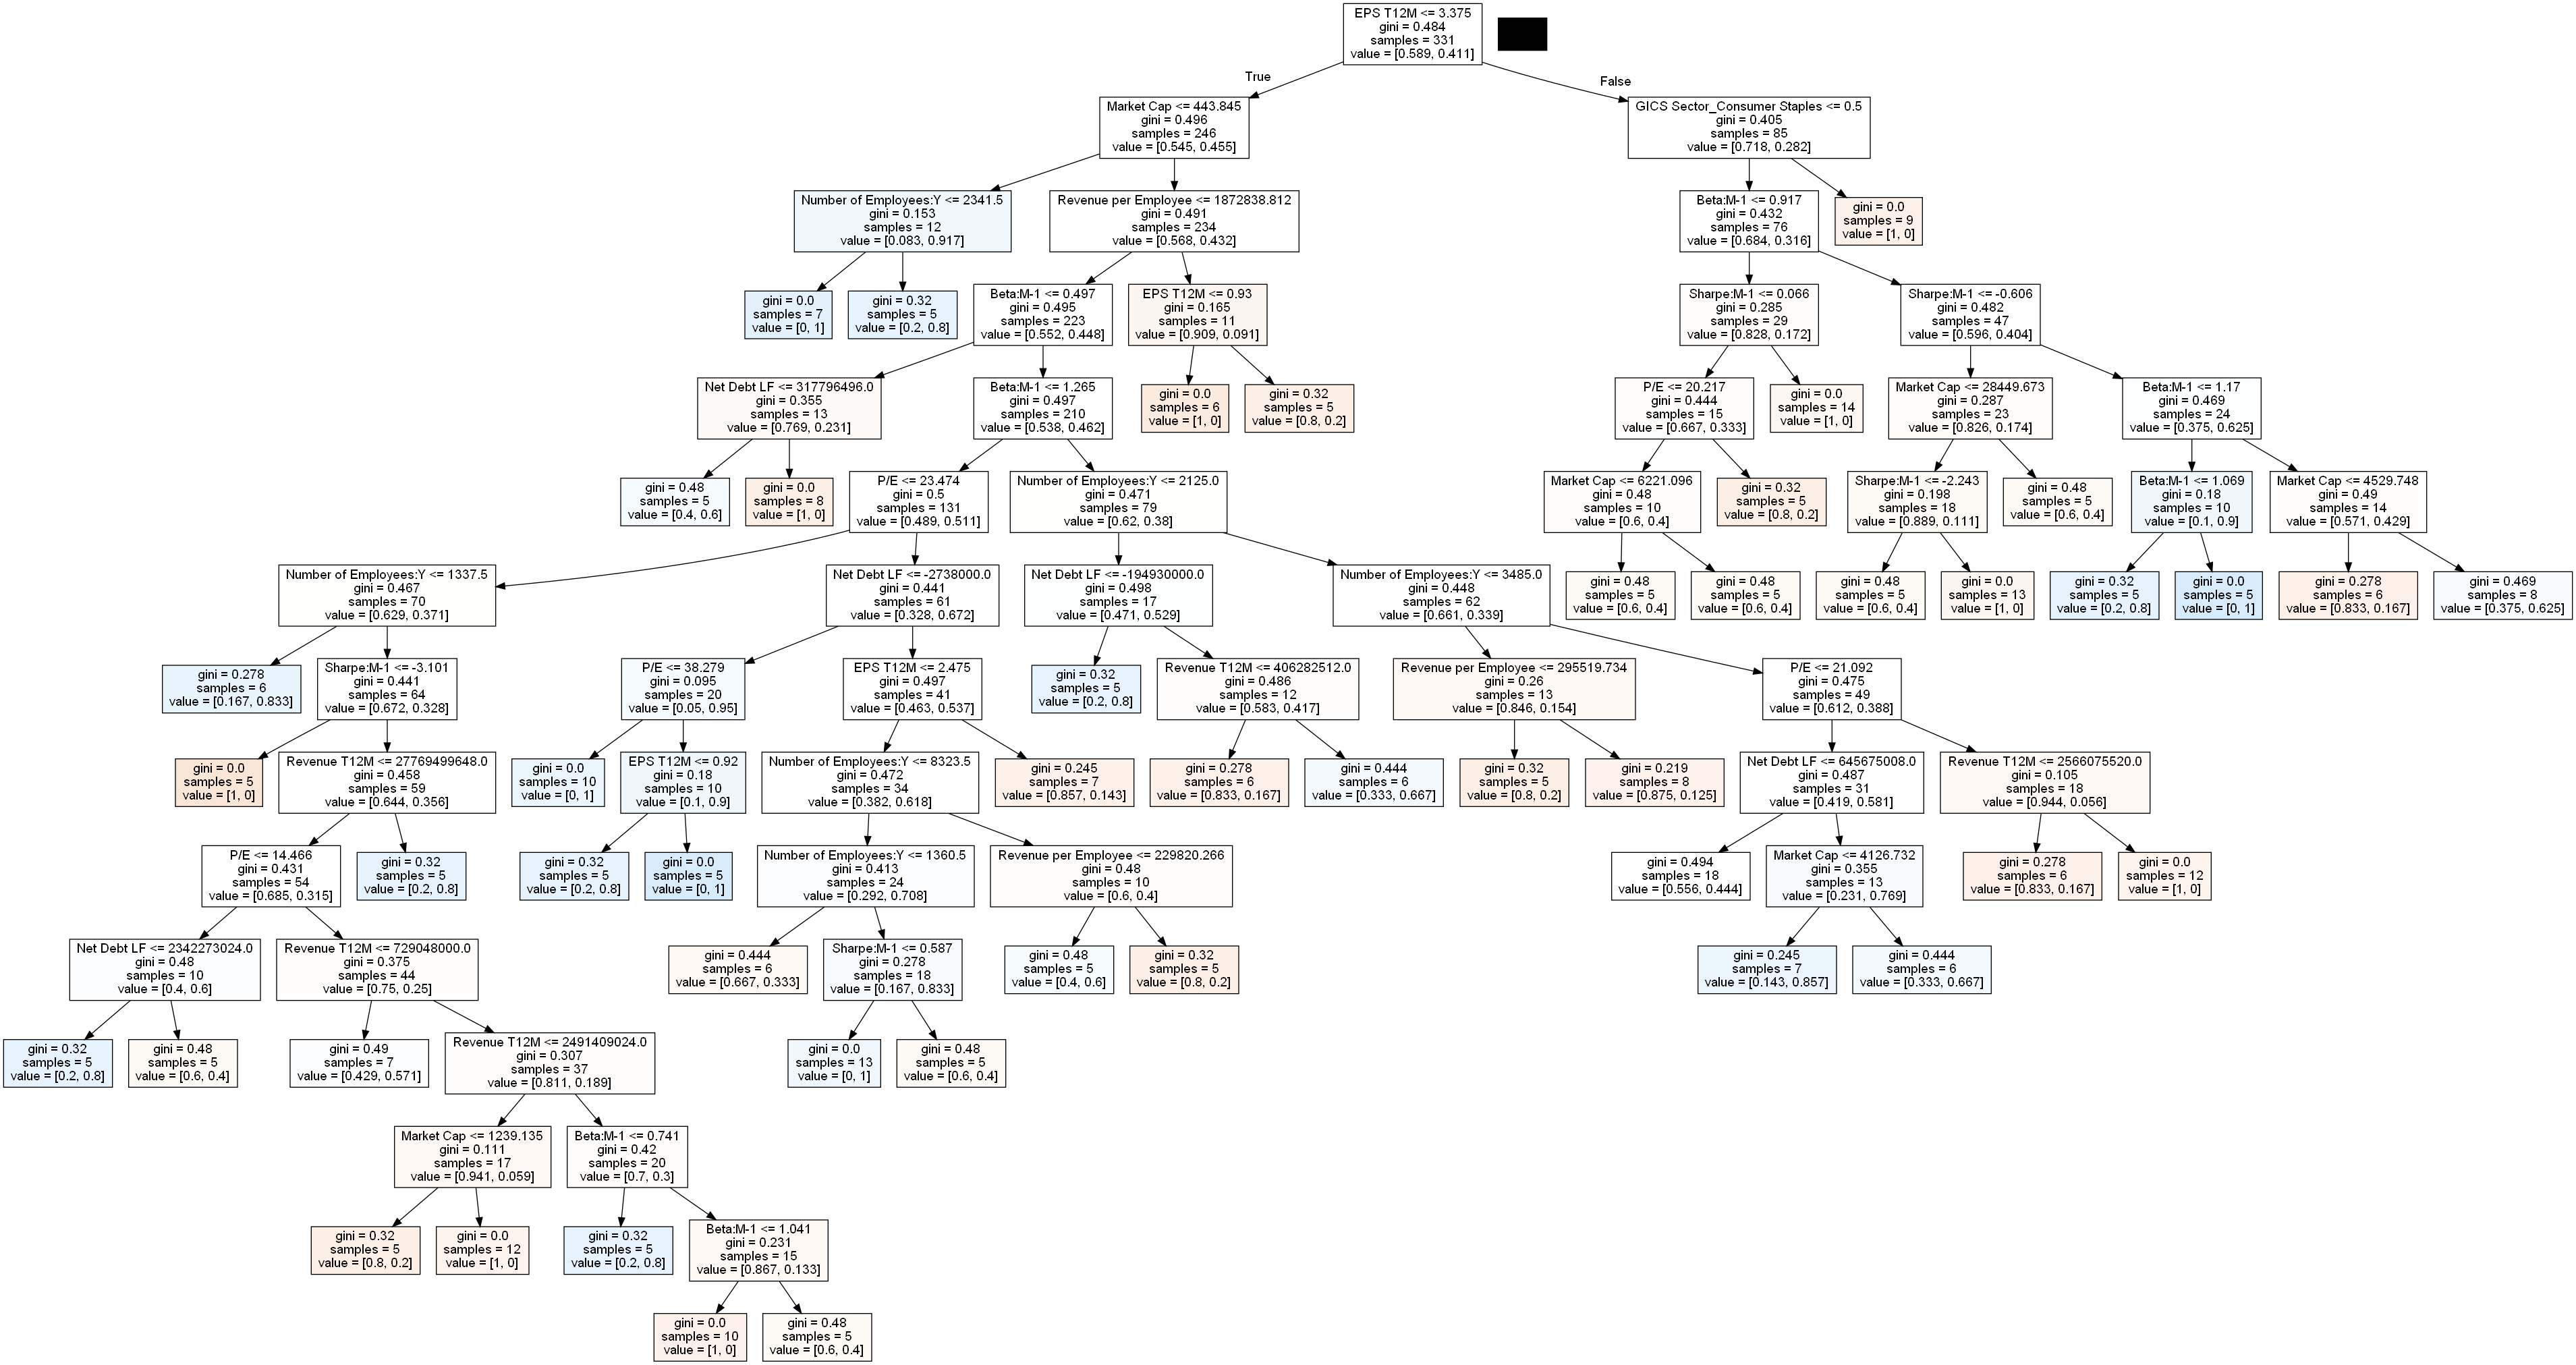 EPS T12M <= 3.375
gini = 0.484
samples = 331
value = [0.589, 0.411]
True
False
Market Cap <= 443.845
gini = 0.496
samples = 246
value = [0.545, 0.455]
GICS Sector_Consumer Staples <= 0.5
gini = 0.405
samples = 85
value = [0.718, 0.282]
Number of Employees:Y <= 2341.5
gini = 0.153
samples = 12
value = [0.083, 0.917]
Revenue per Employee <= 1872838.812
gini = 0.491
samples = 234
value = [0.568, 0.432]
Beta:M-1 <= 0.917
gini = 0.432
samples = 76
value = [0.684, 0.316]
gini = 0.0
samples = 9
value = [1, 0]
gini = 0.0
samples = 7
value = [0, 1]
gini = 0.32
samples = 5
value = [0.2, 0.8]
Beta:M-1 <= 0.497
gini = 0.495
samples = 223
value = [0.552, 0.448]
EPS T12M <= 0.93
gini = 0.165
samples = 11
value = [0.909, 0.091]
Sharpe:M-1 <= 0.066
gini = 0.285
samples = 29
value = [0.828, 0.172]
Sharpe:M-1 <= -0.606
gini = 0.482
samples = 47
value = [0.596, 0.404]
Net Debt LF <= 317796496.0
gini = 0.355
samples = 13
value = [0.769, 0.231]
Beta:M-1 <= 1.265
gini = 0.497
samples = 210
value = [0.538, 0.462]
gini = 0.0
samples = 6
value = [1, 0]
gini = 0.32
samples = 5
value = [0.8, 0.2]
P/E <= 20.217
gini = 0.444
samples = 15
value = [0.667, 0.333]
gini = 0.0
samples = 14
value = [1, 0]
Market Cap <= 28449.673
gini = 0.287
samples = 23
value = [0.826, 0.174]
Beta:M-1 <= 1.17
gini = 0.469
samples = 24
value = [0.375, 0.625]
gini = 0.48
samples = 5
value = [0.4, 0.6]
gini = 0.0
samples = 8
value = [1, 0]
P/E <= 23.474
gini = 0.5
samples = 131
value = [0.489, 0.511]
Number of Employees:Y <= 2125.0
gini = 0.471
samples = 79
value = [0.62, 0.38]
Market Cap <= 6221.096
gini = 0.48
samples = 10
value = [0.6, 0.4]
gini = 0.32
samples = 5
value = [0.8, 0.2]
Sharpe:M-1 <= -2.243
gini = 0.198
samples = 18
value = [0.889, 0.111]
gini = 0.48
samples = 5
value = [0.6, 0.4]
Beta:M-1 <= 1.069
gini = 0.18
samples = 10
value = [0.1, 0.9]
Market Cap <= 4529.748
gini = 0.49
samples = 14
value = [0.571, 0.429]
Number of Employees:Y <= 1337.5
gini = 0.467
samples = 70
value = [0.629, 0.371]
Net Debt LF <= -2738000.0
gini = 0.441
samples = 61
value = [0.328, 0.672]
Net Debt LF <= -194930000.0
gini = 0.498
samples = 17
value = [0.471, 0.529]
Number of Employees:Y <= 3485.0
gini = 0.448
samples = 62
value = [0.661, 0.339]
gini = 0.48
samples = 5
value = [0.6, 0.4]
gini = 0.48
samples = 5
value = [0.6, 0.4]
gini = 0.48
samples = 5
value = [0.6, 0.4]
gini = 0.0
samples = 13
value = [1, 0]
gini = 0.32
samples = 5
value = [0.2, 0.8]
gini = 0.0
samples = 5
value = [0, 1]
gini = 0.278
samples = 6
value = [0.833, 0.167]
gini = 0.469
samples = 8
value = [0.375, 0.625]
gini = 0.278
samples = 6
value = [0.167, 0.833]
Sharpe:M-1 <= -3.101
gini = 0.441
samples = 64
value = [0.672, 0.328]
P/E <= 38.279
gini = 0.095
samples = 20
value = [0.05, 0.95]
EPS T12M <= 2.475
gini = 0.497
samples = 41
value = [0.463, 0.537]
gini = 0.32
samples = 5
value = [0.2, 0.8]
Revenue T12M <= 406282512.0
gini = 0.486
samples = 12
value = [0.583, 0.417]
Revenue per Employee <= 295519.734
gini = 0.26
samples = 13
value = [0.846, 0.154]
P/E <= 21.092
gini = 0.475
samples = 49
value = [0.612, 0.388]
gini = 0.0
samples = 5
value = [1, 0]
Revenue T12M <= 27769499648.0
gini = 0.458
samples = 59
value = [0.644, 0.356]
gini = 0.0
samples = 10
value = [0, 1]
EPS T12M <= 0.92
gini = 0.18
samples = 10
value = [0.1, 0.9]
Number of Employees:Y <= 8323.5
gini = 0.472
samples = 34
value = [0.382, 0.618]
gini = 0.245
samples = 7
value = [0.857, 0.143]
gini = 0.278
samples = 6
value = [0.833, 0.167]
gini = 0.444
samples = 6
value = [0.333, 0.667]
gini = 0.32
samples = 5
value = [0.8, 0.2]
gini = 0.219
samples = 8
value = [0.875, 0.125]
Net Debt LF <= 645675008.0
gini = 0.487
samples = 31
value = [0.419, 0.581]
Revenue T12M <= 2566075520.0
gini = 0.105
samples = 18
value = [0.944, 0.056]
P/E <= 14.466
gini = 0.431
samples = 54
value = [0.685, 0.315]
gini = 0.32
samples = 5
value = [0.2, 0.8]
gini = 0.32
samples = 5
value = [0.2, 0.8]
gini = 0.0
samples = 5
value = [0, 1]
Number of Employees:Y <= 1360.5
gini = 0.413
samples = 24
value = [0.292, 0.708]
Revenue per Employee <= 229820.266
gini = 0.48
samples = 10
value = [0.6, 0.4]
gini = 0.494
samples = 18
value = [0.556, 0.444]
Market Cap <= 4126.732
gini = 0.355
samples = 13
value = [0.231, 0.769]
gini = 0.278
samples = 6
value = [0.833, 0.167]
gini = 0.0
samples = 12
value = [1, 0]
Net Debt LF <= 2342273024.0
gini = 0.48
samples = 10
value = [0.4, 0.6]
Revenue T12M <= 729048000.0
gini = 0.375
samples = 44
value = [0.75, 0.25]
gini = 0.444
samples = 6
value = [0.667, 0.333]
Sharpe:M-1 <= 0.587
gini = 0.278
samples = 18
value = [0.167, 0.833]
gini = 0.48
samples = 5
value = [0.4, 0.6]
gini = 0.32
samples = 5
value = [0.8, 0.2]
gini = 0.245
samples = 7
value = [0.143, 0.857]
gini = 0.444
samples = 6
value = [0.333, 0.667]
gini = 0.32
samples = 5
value = [0.2, 0.8]
gini = 0.48
samples = 5
value = [0.6, 0.4]
gini = 0.49
samples = 7
value = [0.429, 0.571]
Revenue T12M <= 2491409024.0
gini = 0.307
samples = 37
value = [0.811, 0.189]
gini = 0.0
samples = 13
value = [0, 1]
gini = 0.48
samples = 5
value = [0.6, 0.4]
Market Cap <= 1239.135
gini = 0.111
samples = 17
value = [0.941, 0.059]
Beta:M-1 <= 0.741
gini = 0.42
samples = 20
value = [0.7, 0.3]
gini = 0.32
samples = 5
value = [0.8, 0.2]
gini = 0.0
samples = 12
value = [1, 0]
gini = 0.32
samples = 5
value = [0.2, 0.8]
Beta:M-1 <= 1.041
gini = 0.231
samples = 15
value = [0.867, 0.133]
gini = 0.0
samples = 10
value = [1, 0]
gini = 0.48
samples = 5
value = [0.6, 0.4]